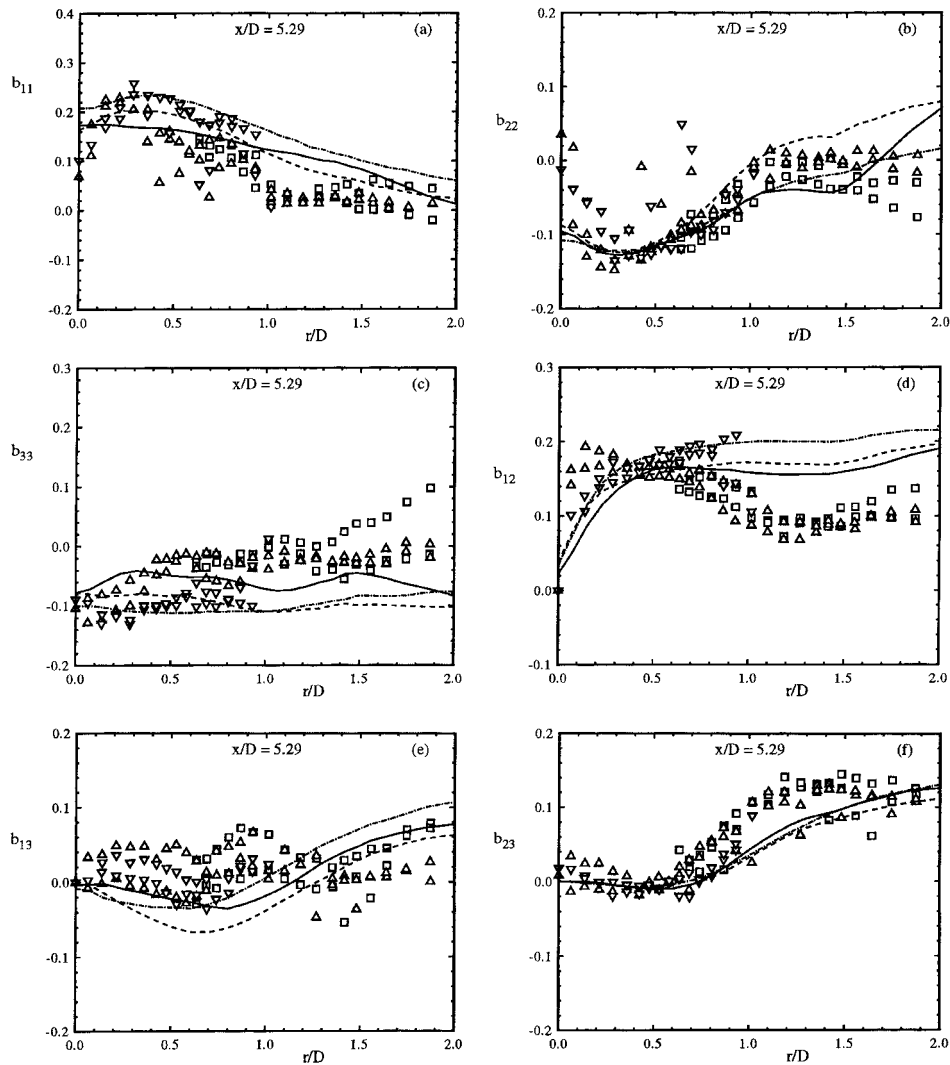 0.4
x/D = 5.29
(a)
0.3
b11
0.2
0.1
0.0
-0.1
-0.2
0.0
0.5
1.0
1.5
2.0
r/D
0.2
x/D = 5.29
(b)
0.1
b22
0.0
-0.1
-0.2
0.0
0.5
1.0
1.5
2.0
r/D
0.3
x/D = 5.29
(c)
0.2
b33
0.1
0.0
-0.1
-0.2
0.0
0.5
1.0
1.5
2.0
r/D
0.3
x/D = 5.29
(d)
0.2
b12
0.1
0.0
-0.1
0.0
0.5
1.0
1.5
2.0
r/D
0.2
x/D = 5.29
(e)
0.1
b13
0.0
-0.1
-0.2
0.0
0.5
1.0
1.5
2.0
r/D
0.2
x/D = 5.29
(f)
0.1
b23
0.0
-0.1
-0.2
0.0
0.5
1.0
1.5
2.0
r/D